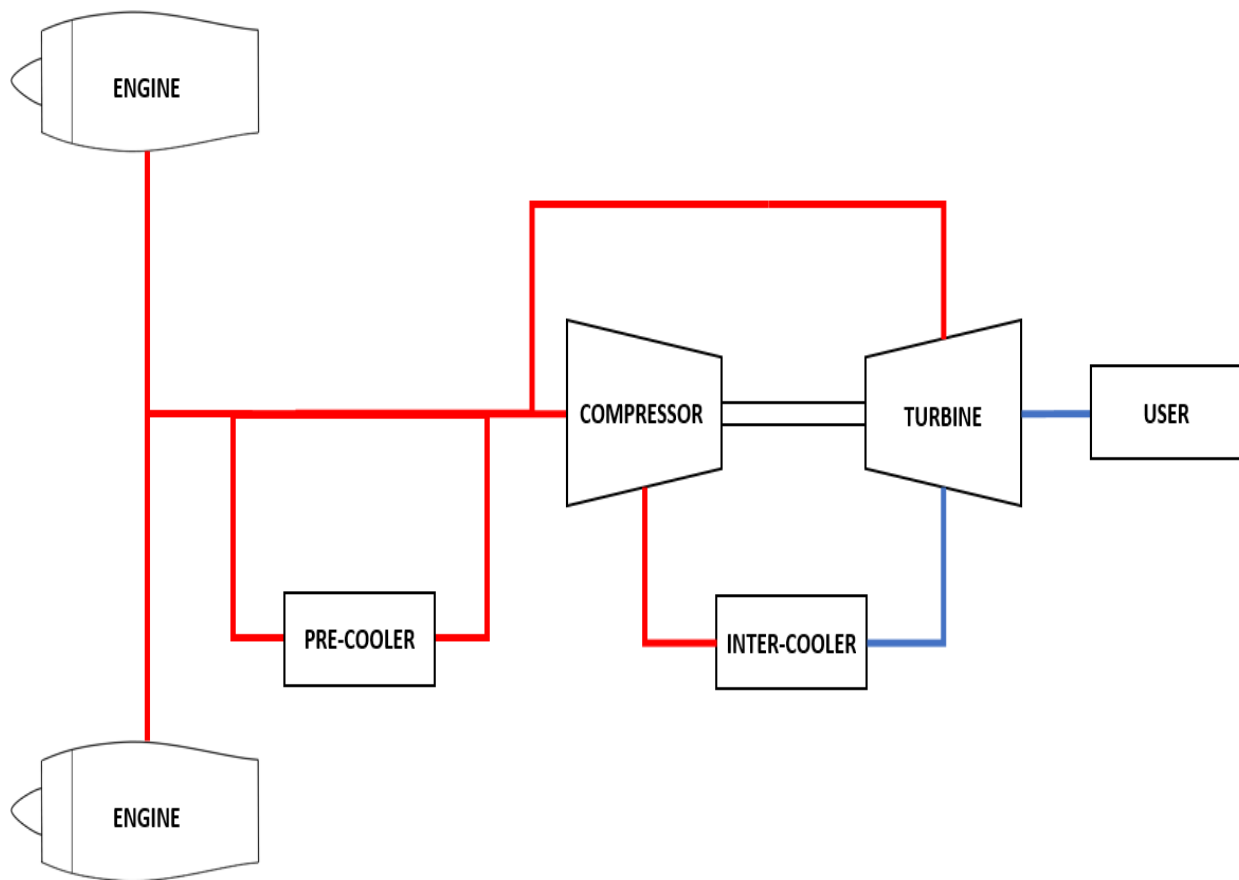 ENGINE
COMPRESSOR
TURBINE
USER
PRE-COOLER
INTER-COOLER
ENGINE